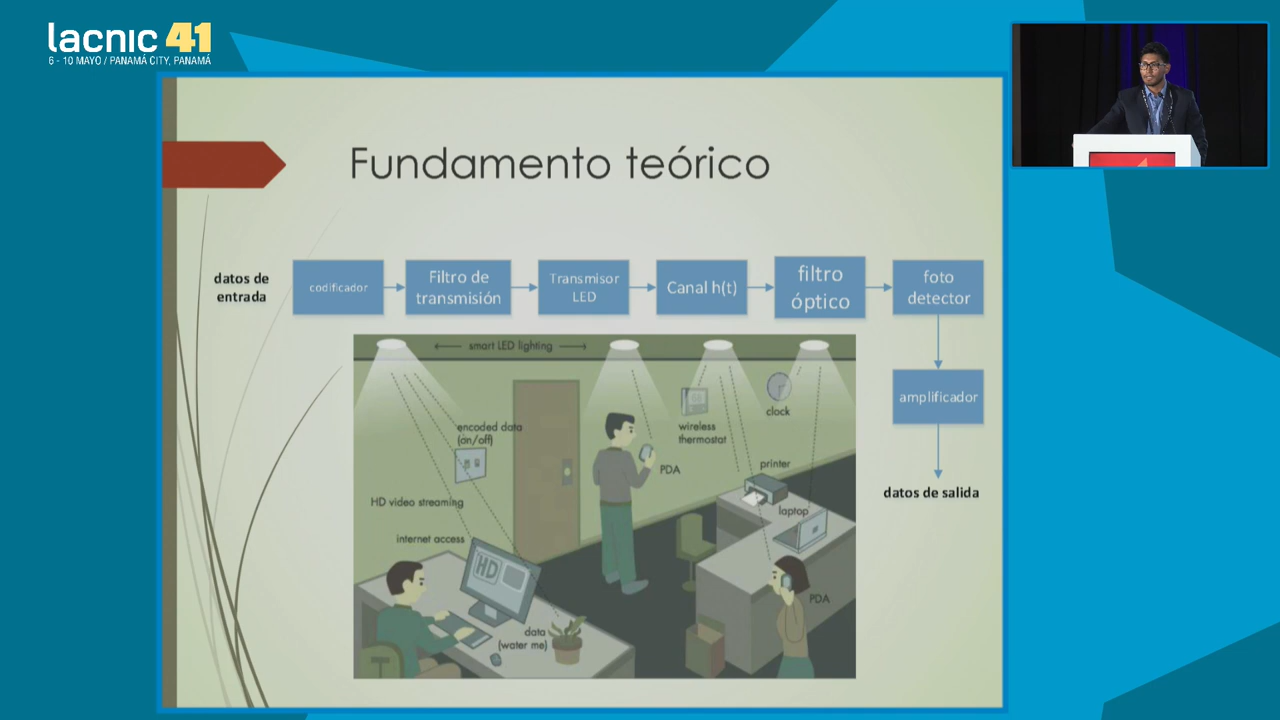 lacnic 41
6 - 10 MAYO / PANAMÁ CITY, PANAMÁ
Fundamento teórico
datos de
entrada
codificador
Filtro de
transmisión
Transmisor
LED
Canal h(t)
filtro
óptico
foto
detector
amplificador
datos de salida
smart LED lighting
encoded data
(on/off)
HD video streaming
internet access
HD
data
(water me)
PDA
wireless
thermostat
clock
printer
laptop
PDA